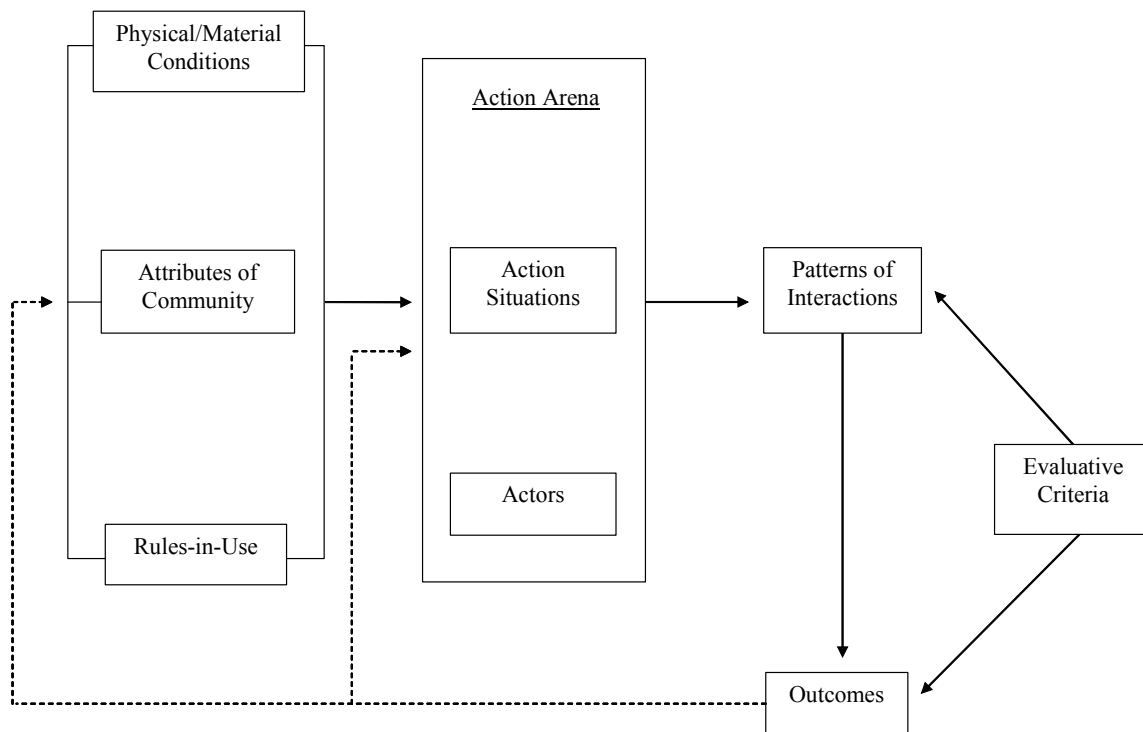 Physical/Material
Conditions
Attributes of
Community
Rules-in-Use
Action Arena
Action
Situations
Actors
Patterns of
Interactions
Outcomes
Evaluative
Criteria